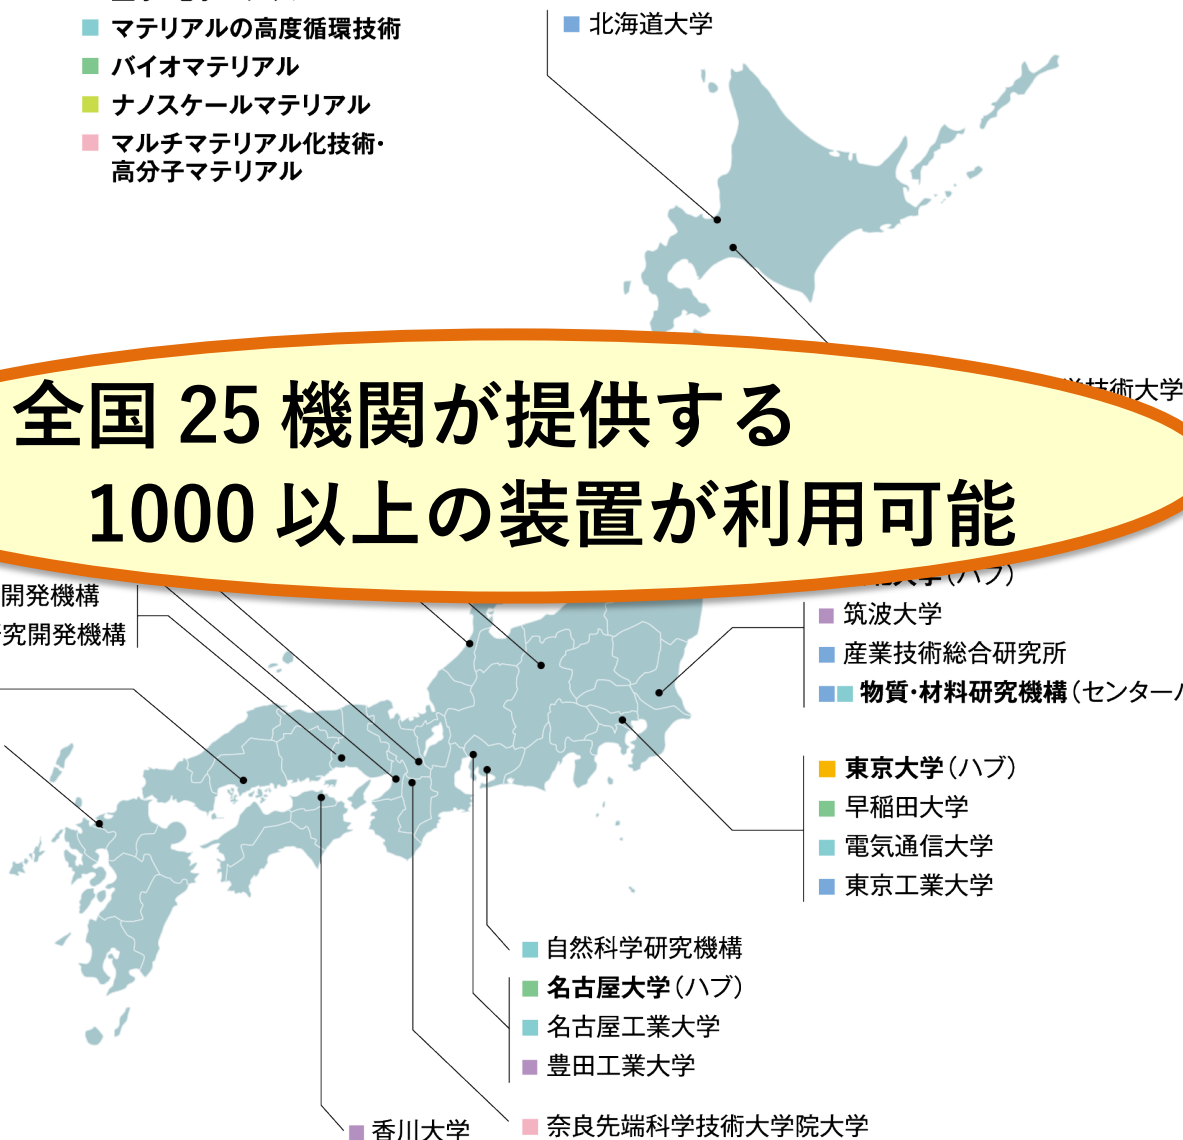 マテリアルの高度循環技術
バイオマテリアル
ナノスケールマテリアル
マルチマテリアル化技術・
高分子マテリアル
北海道大学
技術大学
全国 25 機関が提供する
1000 以上の装置が利用可能
大学(ハブ)
開発機構
究開発機構
筑波大学
産業技術総合研究所
物質・材料研究機構(センター
東京大学(ハブ)
早稲田大学
電気通信大学
東京工業大学
自然科学研究機構
名古屋大学(ハブ)
名古屋工業大学
豊田工業大学
香川大学
奈良先端科学技術大学院大学